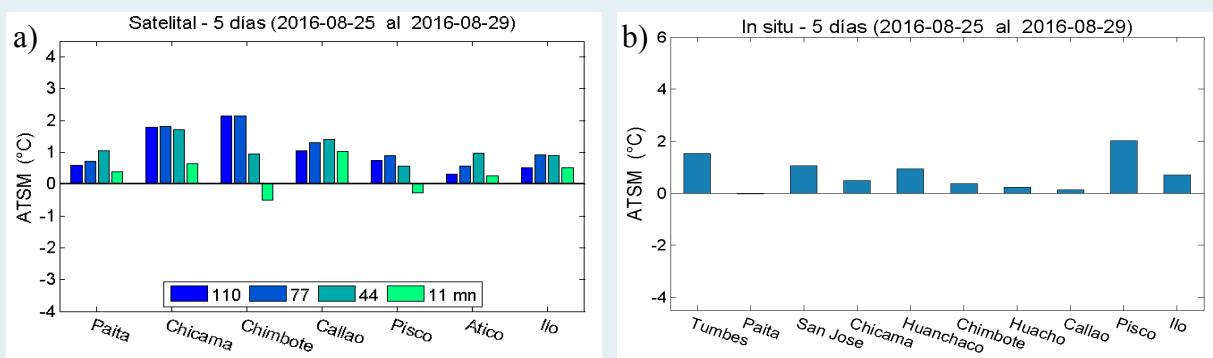 a)
Satelital - 5 días (2016-08-25 al 2016-08-29)
ATSM (°C)
4
3
2
1
0
-1
-2
-3
-4
110 77 44 11 mn
Paita Chicama Chimbote Callao Pisco Atico Ilo
b)
In situ - 5 días (2016-08-25 al 2016-08-29)
ATSM (°C)
6
4
2
0
-2
-4
Tumbes Paita San Jose Chicama Huanchaco Chimbote Huacho Callao Pisco Ilo